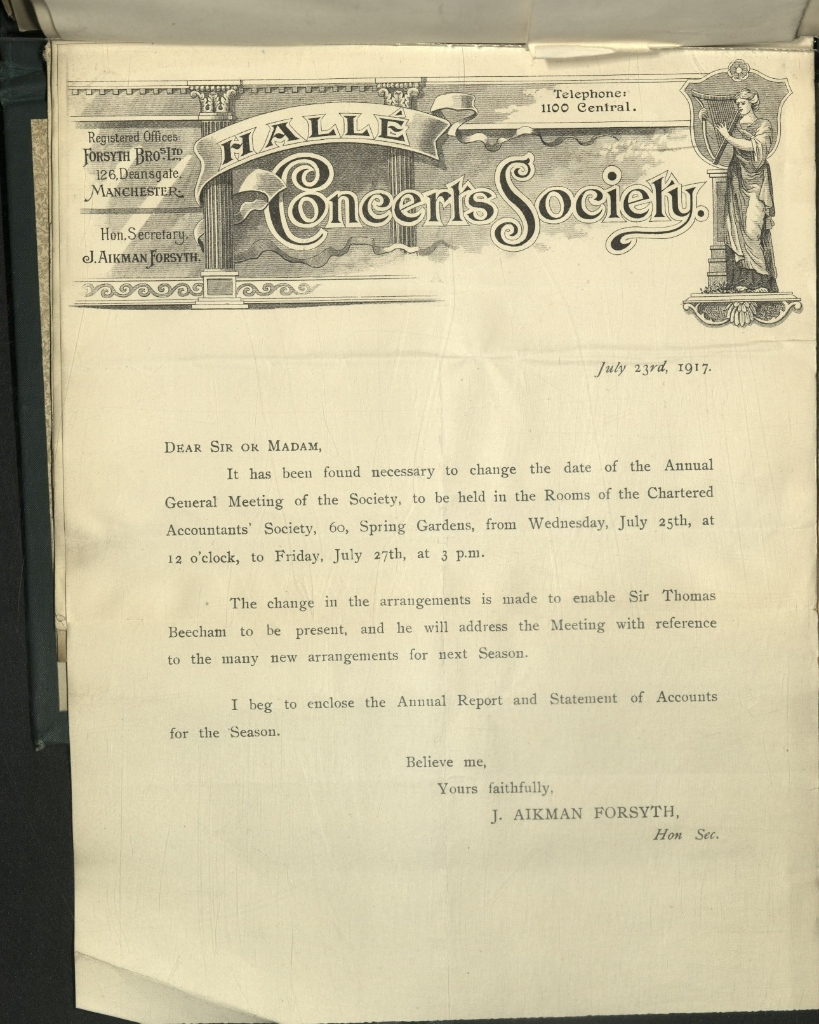 Telephone:
1100 Central.
Registered Offices
FORSYTH BROS. LTD
126, Deansgate,
MANCHESTER.
Hon. Secretary,
J. AIKMAN FORSYTH.
HALLÉ
Concerts Society.
July 23rd, 1917.
DEAR SIR OR MADAM,
It has been found necessary to change the date of the Annual
General Meeting of the Society, to be held in the Rooms of the Chartered
Accountants' Society, 60, Spring Gardens, from Wednesday, July 25th, at
12 o'clock, to Friday, July 27th, at 3 p.m.
The change in the arrangements is made to enable Sir Thomas
Beecham to be present, and he will address the Meeting with reference
to the many new arrangements for next Season.
I beg to enclose the Annual Report and Statement of Accounts
for the Season.
Believe me,
Yours faithfully,
J. AIKMAN FORSYTH,
Hon Sec.